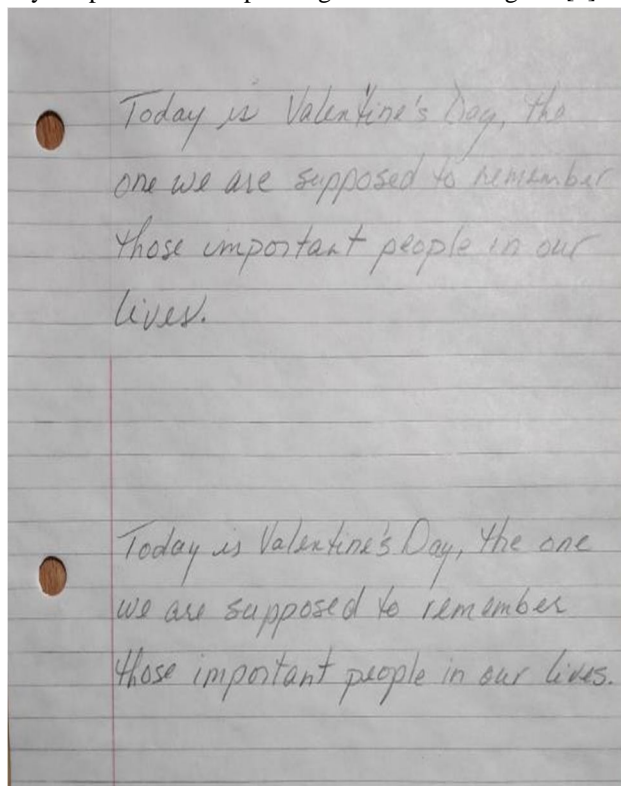 Today is Valentine's Day, the
one we are supposed to remember
those important people in our
lives.
Today is Valentine's Day, the one
we are supposed to remember
those important people in our lives.